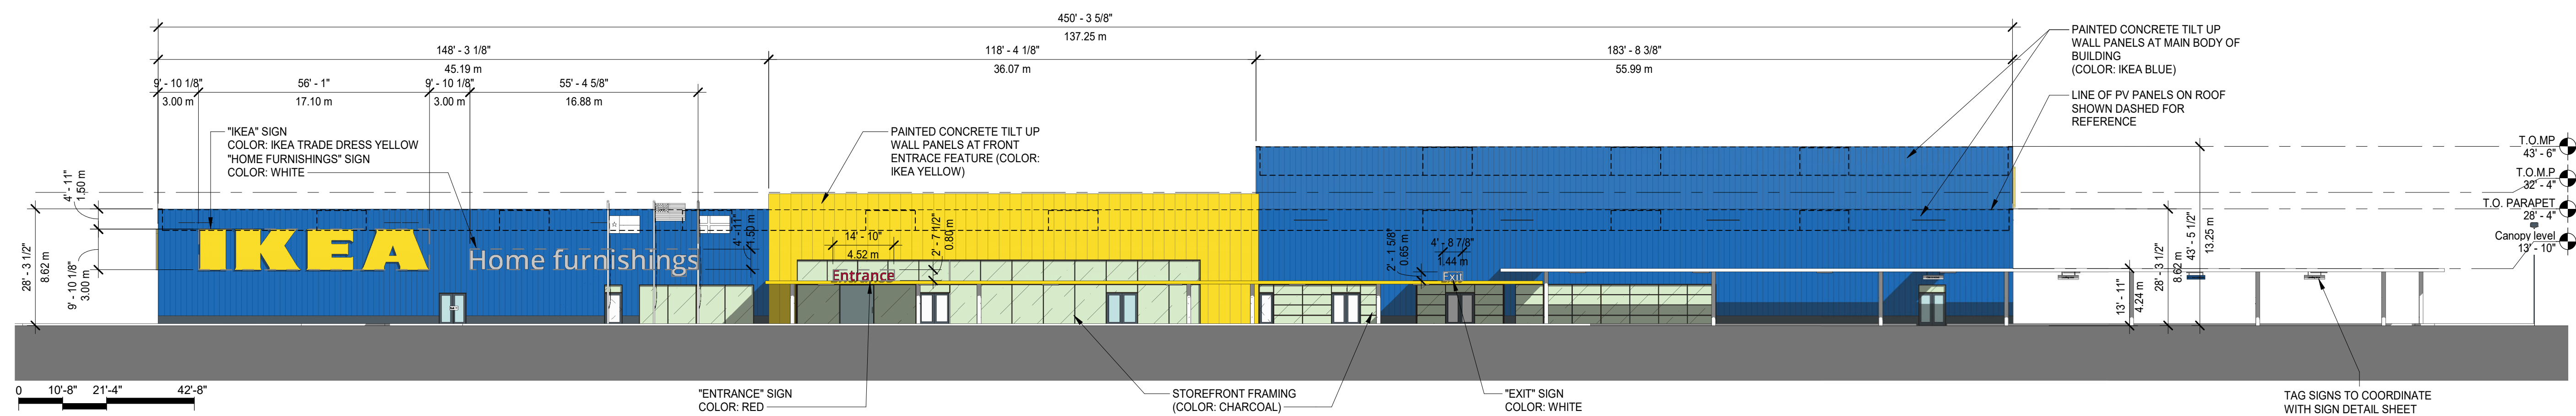 450' - 3 5/8"
137.25 m
148' - 3 1/8"
45.19 m
118' - 4 1/8"
36.07 m
183' - 8 3/8"
55.99 m
9' - 10 1/8"
3.00 m
56' - 1"
17.10 m
9' - 10 1/8"
3.00 m
55' - 4 5/8"
16.88 m
PAINTED CONCRETE TILT UP
WALL PANELS AT MAIN BODY OF
BUILDING
(COLOR: IKEA BLUE)
LINE OF PV PANELS ON ROOF
SHOWN DASHED FOR
REFERENCE
"IKEA" SIGN
COLOR: IKEA TRADE DRESS YELLOW
"HOME FURNISHINGS" SIGN
COLOR: WHITE
PAINTED CONCRETE TILT UP
WALL PANELS AT FRONT
ENTRACE FEATURE (COLOR:
IKEA YELLOW)
T.O.MP
43' - 6"
T.O.M.P
32' - 4"
T.O. PARAPET
28' - 4"
Canopy level
13' - 10"
4' - 11"
1.50 m
28' - 3 1/2"
8.62 m
9' - 10 1/8"
3.00 m
IKEA
Home furnishings
4' - 11"
1.50 m
14' - 10"
4.52 m
2' - 7 1/2"
0.80 m
Entrance
2' - 1 5/8"
0.65 m
4' - 8 7/8"
1.44 m
Exit
13' - 11"
4.24 m
28' - 3 1/2"
8.62 m
43' - 5 1/2"
13.25 m
0 10'-8" 21'-4" 42'-8"
"ENTRANCE" SIGN
COLOR: RED
STOREFRONT FRAMING
(COLOR: CHARCOAL)
"EXIT" SIGN
COLOR: WHITE
TAG SIGNS TO COORDINATE
WITH SIGN DETAIL SHEET